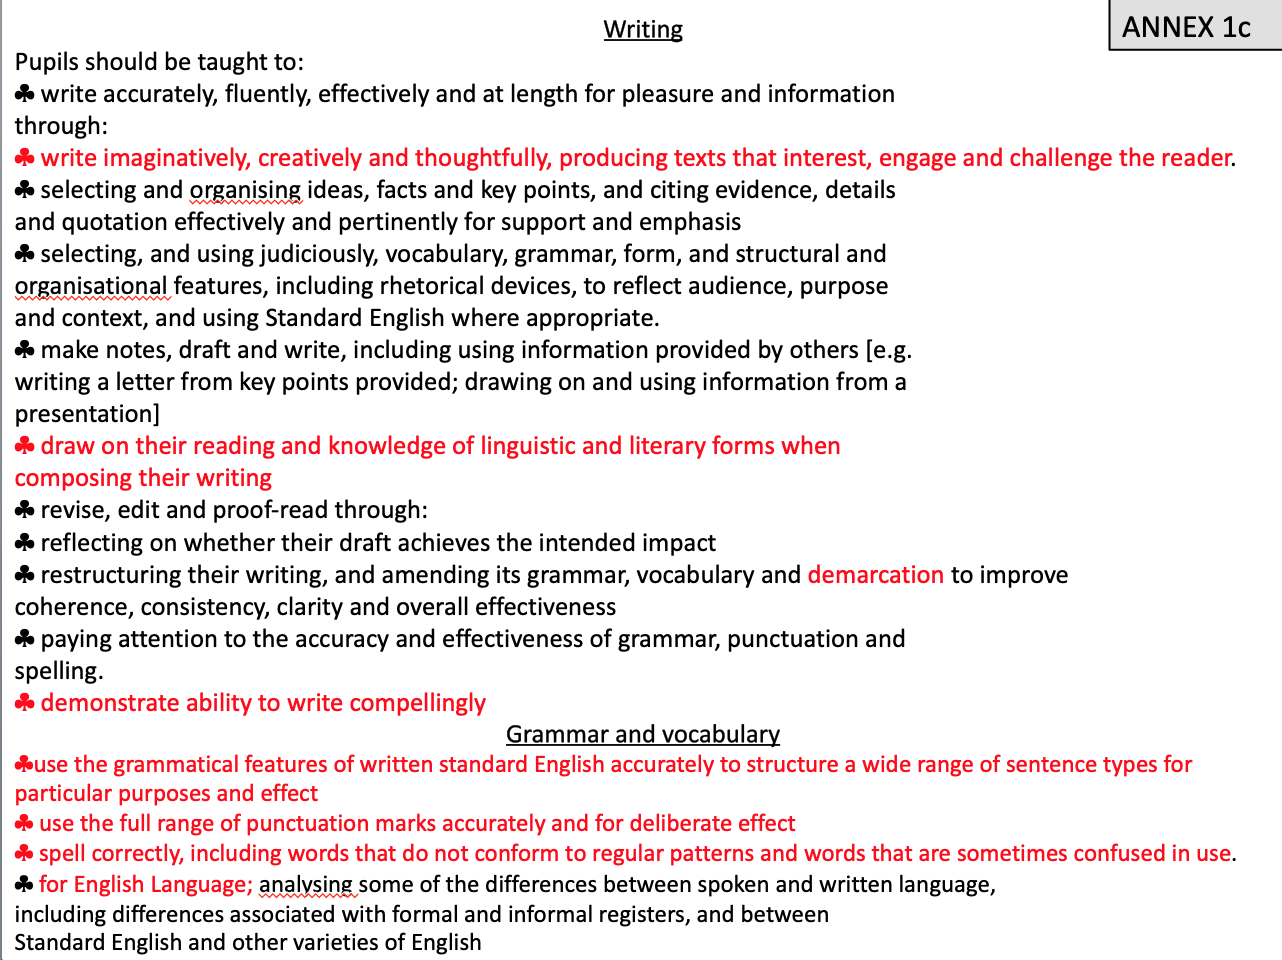 Writing
ANNEX 1c
Pupils should be taught to:
♣ write accurately, fluently, effectively and at length for pleasure and information
through:
♣ write imaginatively, creatively and thoughtfully, producing texts that interest, engage and challenge the reader.
♣ selecting and organising ideas, facts and key points, and citing evidence, details
and quotation effectively and pertinently for support and emphasis
♣ selecting, and using judiciously, vocabulary, grammar, form, and structural and
organisational features, including rhetorical devices, to reflect audience, purpose
and context, and using Standard English where appropriate.
♣ make notes, draft and write, including using information provided by others [e.g.
writing a letter from key points provided; drawing on and using information from a
presentation]
♣ draw on their reading and knowledge of linguistic and literary forms when
composing their writing
♣ revise, edit and proof-read through:
♣ reflecting on whether their draft achieves the intended impact
♣ restructuring their writing, and amending its grammar, vocabulary and demarcation to improve
coherence, consistency, clarity and overall effectiveness
♣ paying attention to the accuracy and effectiveness of grammar, punctuation and
spelling.
♣ demonstrate ability to write compellingly
Grammar and vocabulary
♣use the grammatical features of written standard English accurately to structure a wide range of sentence types for
particular purposes and effect
♣ use the full range of punctuation marks accurately and for deliberate effect
♣ spell correctly, including words that do not conform to regular patterns and words that are sometimes confused in use.
♣ for English Language; analysing some of the differences between spoken and written language,
including differences associated with formal and informal registers, and between
Standard English and other varieties of English